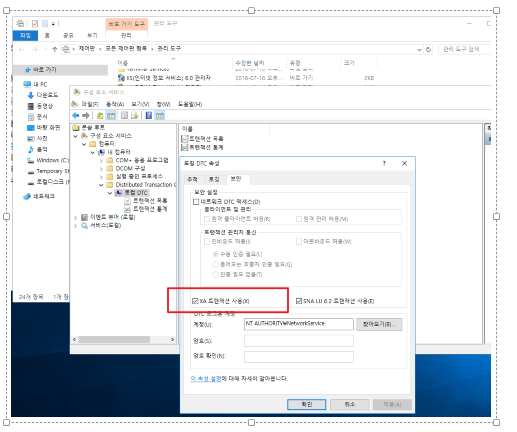 바로 가기 도구 관리 도구
파일 홈 공유 보기 관리
제어판 > 모든 제어판 항목 > 관리 도구
관리 도구 검색
이름 수정한 날짜 유형 크기
바로 가기
내 PC
다운로드
동영상
문서
바탕 화면
사진
음악
Windows (C:)
Temporary St
로컬디스크 (
네트워크
24개 항목 1개 항
IIS(인터넷 정보 서비스) 6.0 관리자
바로 가기 2KB
구성 요소 서비스
파일(F) 동작(A) 보기(V) 창(W) 도움말(H)
콘솔 루트
구성 요소 서비스
컴퓨터
내 컴퓨터
COM+ 응용 프로그램
DCOM 구성
실행 중인 프로세스
Distributed Transaction C
로컬 DTC
트랜잭션 목록
트랜잭션 통계
이벤트 뷰어 (로컬)
서비스(로컬)
이름
트랜잭션 목록
트랜잭션 통계
로컬 DTC 속성
추적 로깅 보안
보안 설정
네트워크 DTC 액세스(D)
클라이언트 및 관리
원격 클라이언트 허용(R) 원격 관리 허용(M)
트랜잭션 관리자 통신
인바운드 허용(I) 아웃바운드 허용(W)
수동 인증 필요(L)
들어오는 호출자 인증 필요(G)
인증 필요 없음(T)
XA 트랜잭션 사용(X) SNA LU 6.2 트랜잭션 사용(E)
DTC 로그온 계정
계정(U): NT AUTHORITY₩NetworkService 찾아보기(B)...
암호(S):
암호 확인(N):
이 속성 설정에 대해 자세히 알아봅니다.
확인 취소 적용(A)